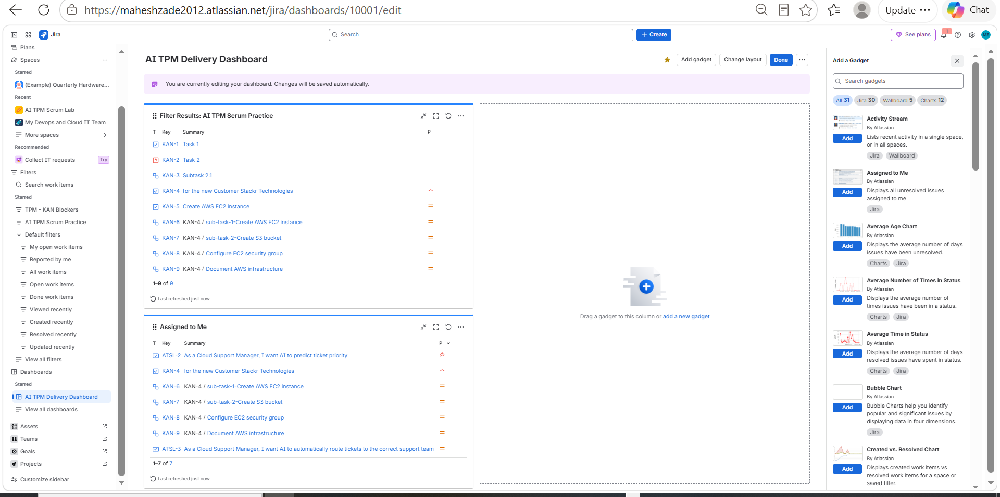 https://maheshzade2012.atlassian.net/jira/dashboards/10001/edit
Update
Chat
Jira
Search
+ Create
See plans
1
MZ
Plans
Spaces
Starred
(Example) Quarterly Hardware...
Recent
AI TPM Scrum Lab
My Devops and Cloud IT Team
More spaces
Recommended
Collect IT requests
Try
Filters
Search work items
Starred
TPM - KAN Blockers
AI TPM Scrum Practice
Default filters
My open work items
Reported by me
All work items
Open work items
Done work items
Viewed recently
Created recently
Resolved recently
Updated recently
View all filters
Dashboards
Starred
AI TPM Delivery Dashboard
View all dashboards
Assets
Teams
Goals
Projects
Customize sidebar
AI TPM Delivery Dashboard
Add gadget
Change layout
Done
You are currently editing your dashboard. Changes will be saved automatically.
Filter Results: AI TPM Scrum Practice
T Key Summary P
KAN-1 Task 1
KAN-2 Task 2
KAN-3 Subtask 2.1
KAN-4 for the new Customer Stackr Technologies
KAN-5 Create AWS EC2 instance
KAN-6 KAN-4 / sub-task-1-Create AWS EC2 instance
KAN-7 KAN-4 / sub-task-2-Create S3 bucket
KAN-8 KAN-4 / Configure EC2 security group
KAN-9 KAN-4 / Document AWS infrastructure
1–9 of 9
Last refreshed just now
Assigned to Me
T Key Summary P
ATSL-2 As a Cloud Support Manager, I want AI to predict ticket priority
KAN-4 for the new Customer Stackr Technologies
KAN-6 KAN-4 / sub-task-1-Create AWS EC2 instance
KAN-7 KAN-4 / sub-task-2-Create S3 bucket
KAN-8 KAN-4 / Configure EC2 security group
KAN-9 KAN-4 / Document AWS infrastructure
ATSL-3 As a Cloud Support Manager, I want AI to automatically route tickets to the correct support team
1–7 of 7
Last refreshed just now
Drag a gadget to this column or add a new gadget
Add a Gadget
Search gadgets
All 31 Jira 30 Wallboard 5 Charts 12
Activity Stream
By Atlassian
Add
Lists recent activity in a single space,
or in all spaces.
Jira Wallboard
Assigned to Me
By Atlassian
Add
Displays all unresolved issues
assigned to me
Jira
Average Age Chart
By Atlassian
Add
Displays the average number of days
issues have been unresolved.
Charts Jira
Average Number of Times in Status
By Atlassian
Add
Displays the average number of
times issues have been in a status.
Charts Jira
Average Time in Status
By Atlassian
Add
Displays the average number of days
resolved issues have spent in status.
Charts Jira
Bubble Chart
By Atlassian
Add
Bubble Charts help you identify
popular and significant issues by
displaying data in four dimensions.
Jira
Created vs. Resolved Chart
By Atlassian
Add
Displays created work items vs
resolved work items for a space or
saved filter.